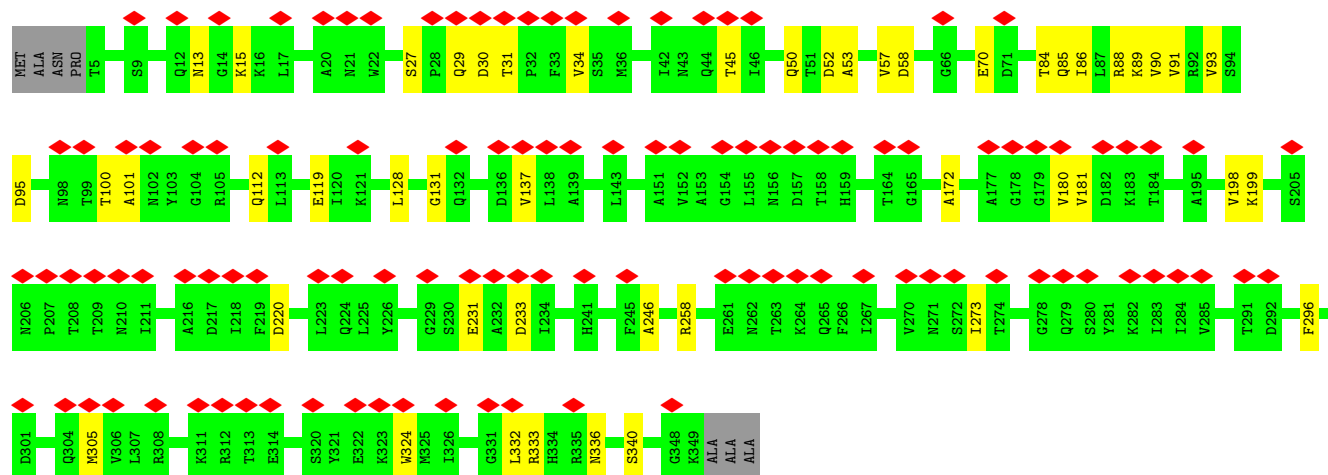 MET ALA ASN PRO T5 S9 Q12 N13 G14 K15 K16 L17 A20 N21 W22 S27 P28 Q29 D30 T31 P32 F33 V34 S35 M36 I42 N43 Q44 T45 I46 Q50 T51 D52 A53 V57 D58 G66 E70 D71 T84 Q85 I86 L87 R88 K89 V90 V91 R92 V93 S94
D95 N98 T99 T100 A101 N102 Y103 G104 R105 Q112 L113 E119 I120 K121 L128 G131 Q132 D136 V137 L138 A139 L143 A151 V152 A153 G154 L155 N156 D157 T158 H159 T164 G165 A172 A177 G178 G179 V180 V181 D182 K183 T184 A195 V198 K199 S205
N206 P207 T208 T209 N210 I211 A216 D217 I218 F219 D220 L223 Q224 L225 Y226 G229 S230 E231 A232 D233 I234 H241 F245 A246 R258 E261 N262 T263 K264 Q265 F266 I267 V270 N271 S272 I273 T274 G278 Q279 S280 Y281 K282 I283 I284 V285 T291 D292 F296
D301 Q304 M305 V306 L307 R308 K311 R312 T313 E314 S320 Y321 E322 K323 W324 M325 I326 G331 L332 R333 H334 R335 N336 S340 G348 K349 ALA ALA ALA